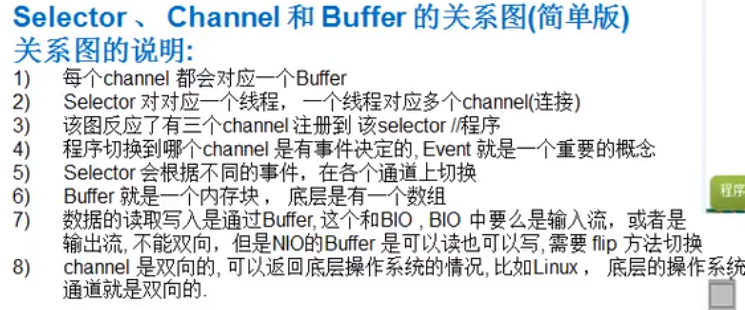 Selector 、 Channel 和 Buffer 的关系图(简单版)
关系图的说明:
1) 每个channel 都会对应一个Buffer
2) Selector 对对应一个线程， 一个线程对应多个channel(连接)
3) 该图反应了有三个channel 注册到 该selector //程序
4) 程序切换到哪个channel 是有事件决定的, Event 就是一个重要的概念
5) Selector 会根据不同的事件，在各个通道上切换
6) Buffer 就是一个内存块 ， 底层是有一个数组
7) 数据的读取写入是通过Buffer, 这个和BIO , BIO 中要么是输入流，或者是
输出流, 不能双向，但是NIO的Buffer 是可以读也可以写, 需要 flip 方法切换
8) channel 是双向的, 可以返回底层操作系统的情况, 比如Linux ， 底层的操作系统
通道就是双向的.
程序